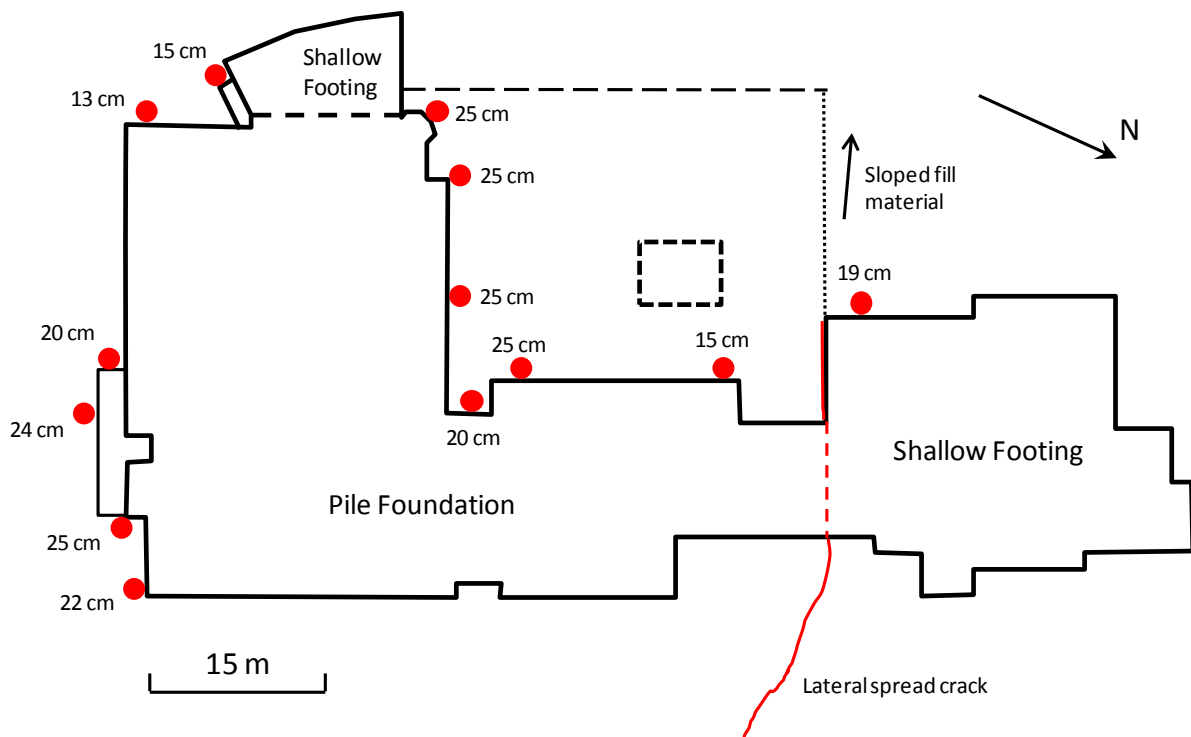 15 cm
Shallow
Footing
13 cm
25 cm
N
25 cm
Sloped fill
material
19 cm
25 cm
20 cm
25 cm
15 cm
24 cm
20 cm
Shallow Footing
Pile Foundation
25 cm
22 cm
15 m
Lateral spread crack